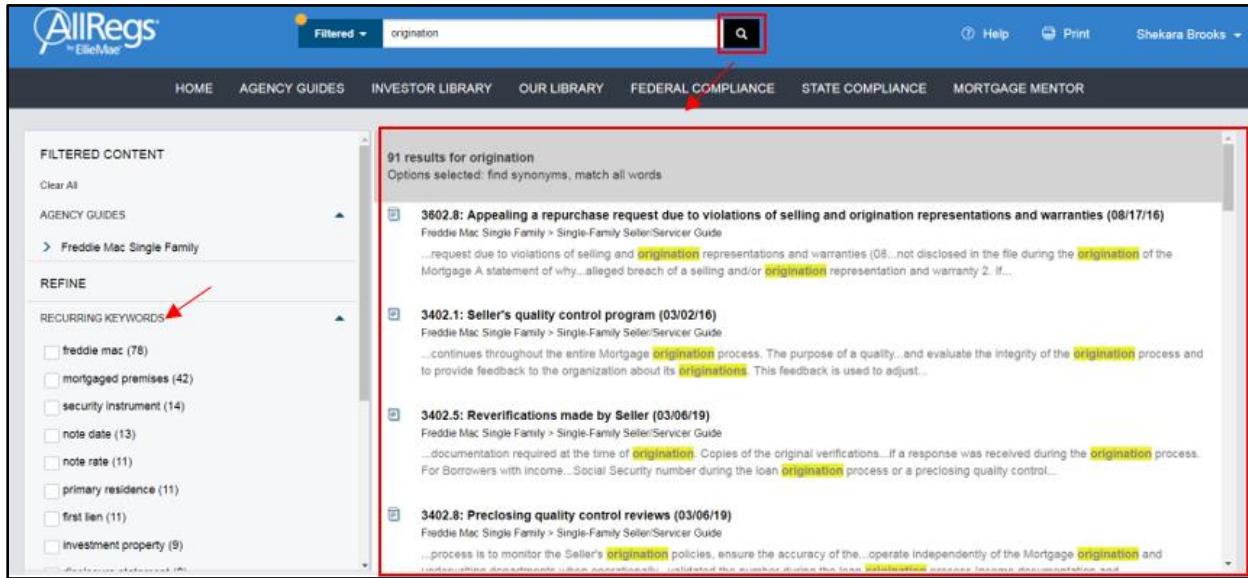 AllRegs®
by EllieMae®
Filtered
origination
Help
Print
Shekara Brooks
HOME
AGENCY GUIDES
INVESTOR LIBRARY
OUR LIBRARY
FEDERAL COMPLIANCE
STATE COMPLIANCE
MORTGAGE MENTOR
FILTERED CONTENT
Clear All
AGENCY GUIDES
Freddie Mac Single Family
REFINE
RECURRING KEYWORDS
freddie mac (78)
mortgaged premises (42)
security instrument (14)
note date (13)
note rate (11)
primary residence (11)
first lien (11)
investment property (9)
91 results for origination
Options selected: find synonyms, match all words
3602.8: Appealing a repurchase request due to violations of selling and origination representations and warranties (08/17/16)
Freddie Mac Single Family > Single-Family Seller/Servicer Guide
...request due to violations of selling and origination representations and warranties (08...not disclosed in the file during the origination of the
Mortgage A statement of why...alleged breach of a selling and/or origination representation and warranty 2. If...
3402.1: Seller's quality control program (03/02/16)
Freddie Mac Single Family > Single-Family Seller/Servicer Guide
...continues throughout the entire Mortgage origination process. The purpose of a quality...and evaluate the integrity of the origination process and
to provide feedback to the organization about its originations. This feedback is used to adjust...
3402.5: Reverifications made by Seller (03/06/19)
Freddie Mac Single Family > Single-Family Seller/Servicer Guide
...documentation required at the time of origination. Copies of the original verifications...if a response was received during the origination process.
For Borrowers with income...Social Security number during the loan origination process or a preclosing quality control...
3402.8: Preclosing quality control reviews (03/06/19)
Freddie Mac Single Family > Single-Family Seller/Servicer Guide
...process is to monitor the Seller's origination policies, ensure the accuracy of the...operate independently of the Mortgage origination and